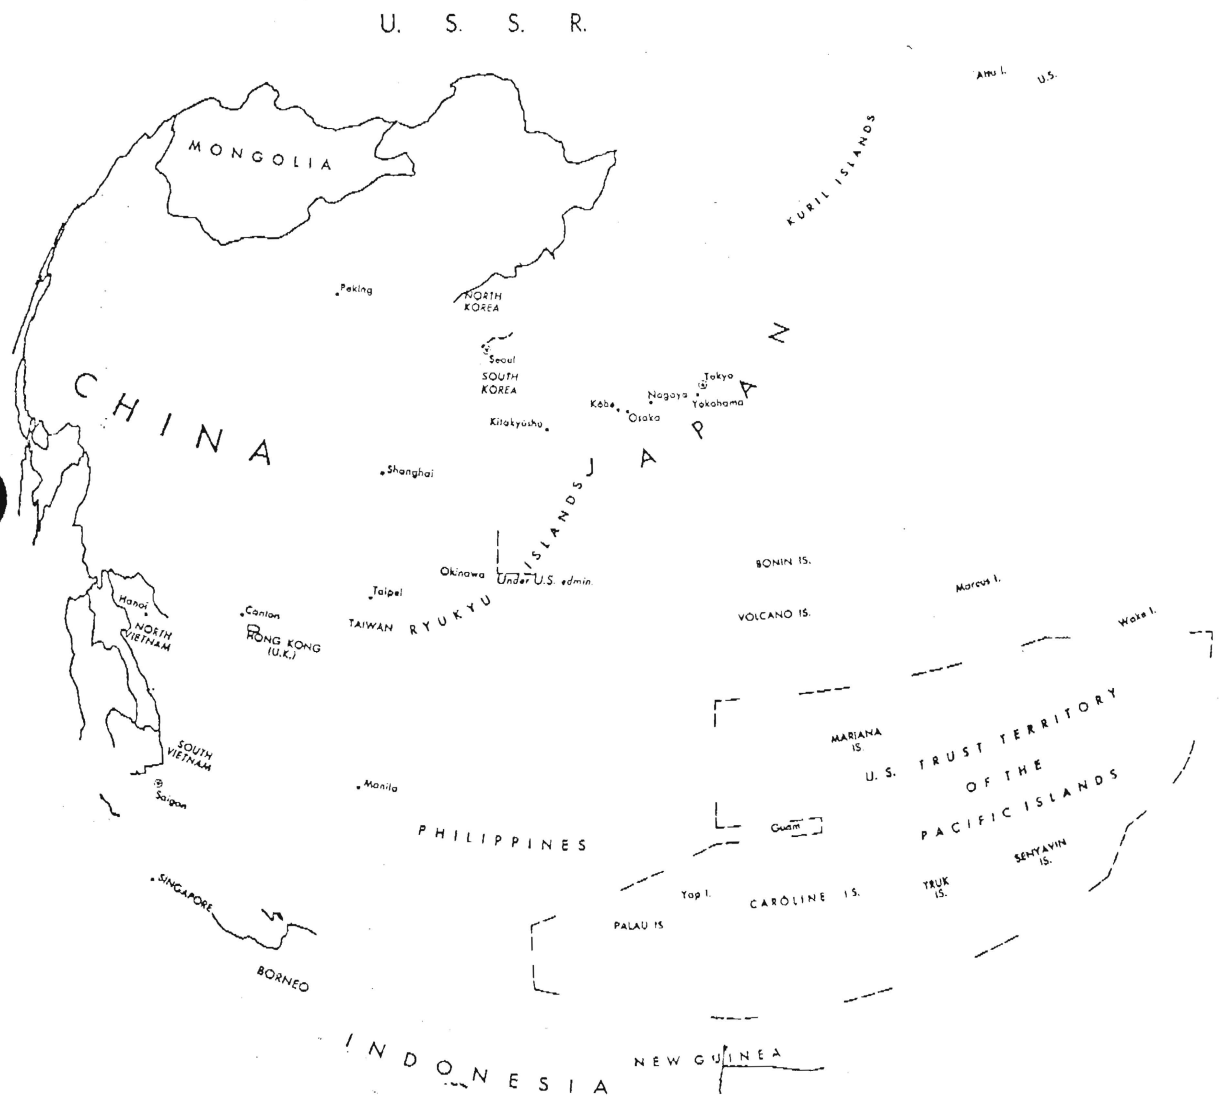 U. S. S. R.
Attu I. U.S.
KURIL ISLANDS
MONGOLIA
Peking
NORTH
KOREA
Seoul
SOUTH
KOREA
CHINA
Tokyo
Nagoya
Yokohama
Kōbe
Osaka
Kitakyūshū
JAPAN
Shanghai
RYUKYU ISLANDS
Okinawa
Under U.S. admin.
BONIN IS.
Marcus I.
VOLCANO IS.
Wake I.
Taipei
TAIWAN
Hanoi
NORTH
VIETNAM
Canton
HONG KONG
(U.K.)
MARIANA
IS.
U. S. TRUST TERRITORY
OF THE
PACIFIC ISLANDS
SOUTH
VIETNAM
Saigon
Manila
PHILIPPINES
Guam
SENYAVIN
IS.
TRUK
IS.
Yap I.
CAROLINE IS.
PALAU IS
SINGAPORE
BORNEO
INDONESIA
NEW GUINEA